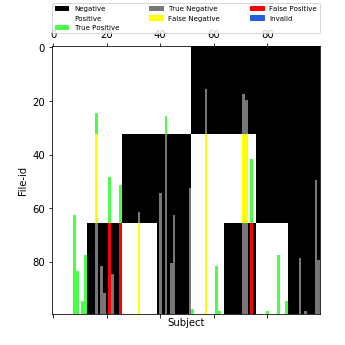 Negative
Positive
True Positive
True Negative
False Negative
False Positive
Invalid
0 20 40 60 80
0
20
40
60
80
File-id
Subject